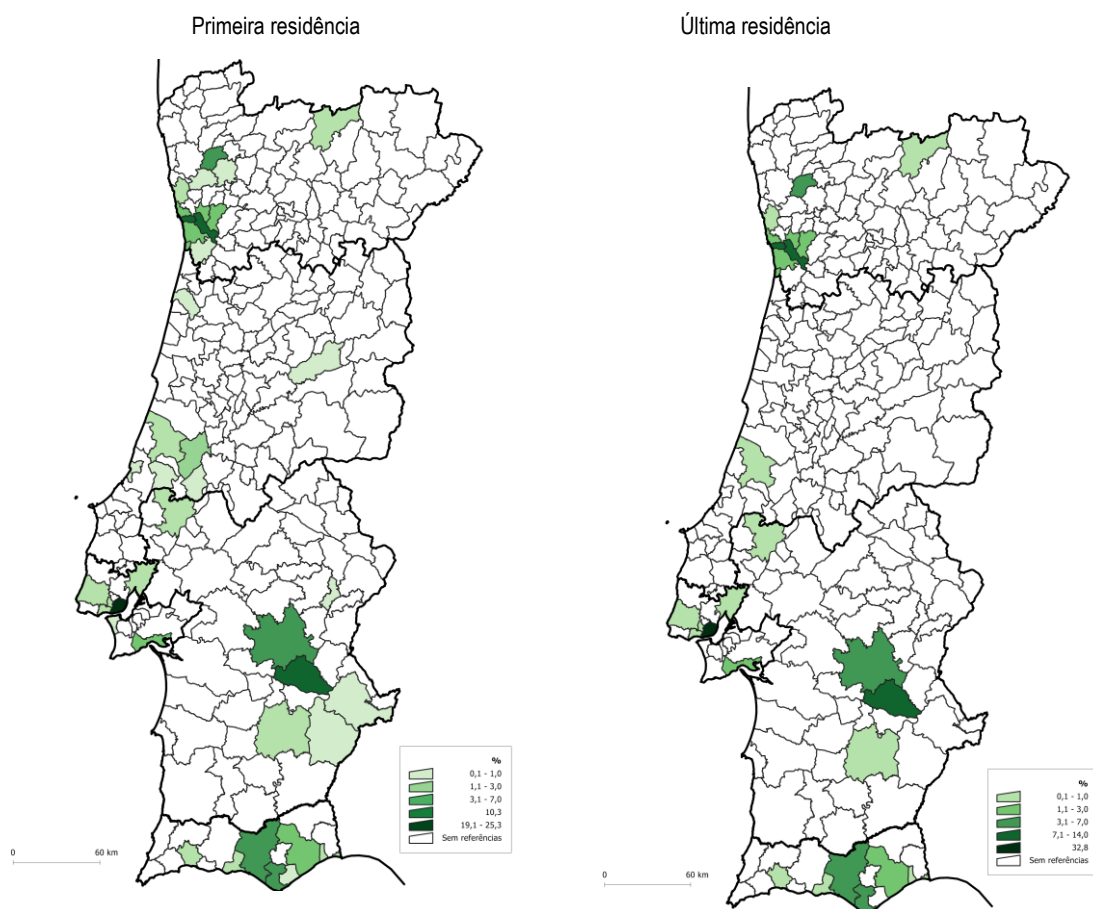 Primeira residência
Última residência
%
0,1 - 1,0
1,1 - 3,0
3,1 - 7,0
10,3
19,1 - 25,3
Sem referências
0
60 km
%
0,1 - 1,0
1,1 - 3,0
3,1 - 7,0
7,1 - 14,0
32,8
Sem referências
0
60 km